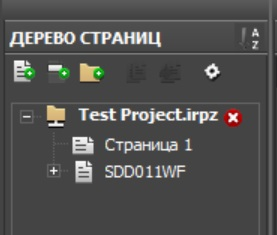 ДЕРЕВО СТРАНИЦ
A
Z
Test Project.irpz
Страница 1
SDD011WF